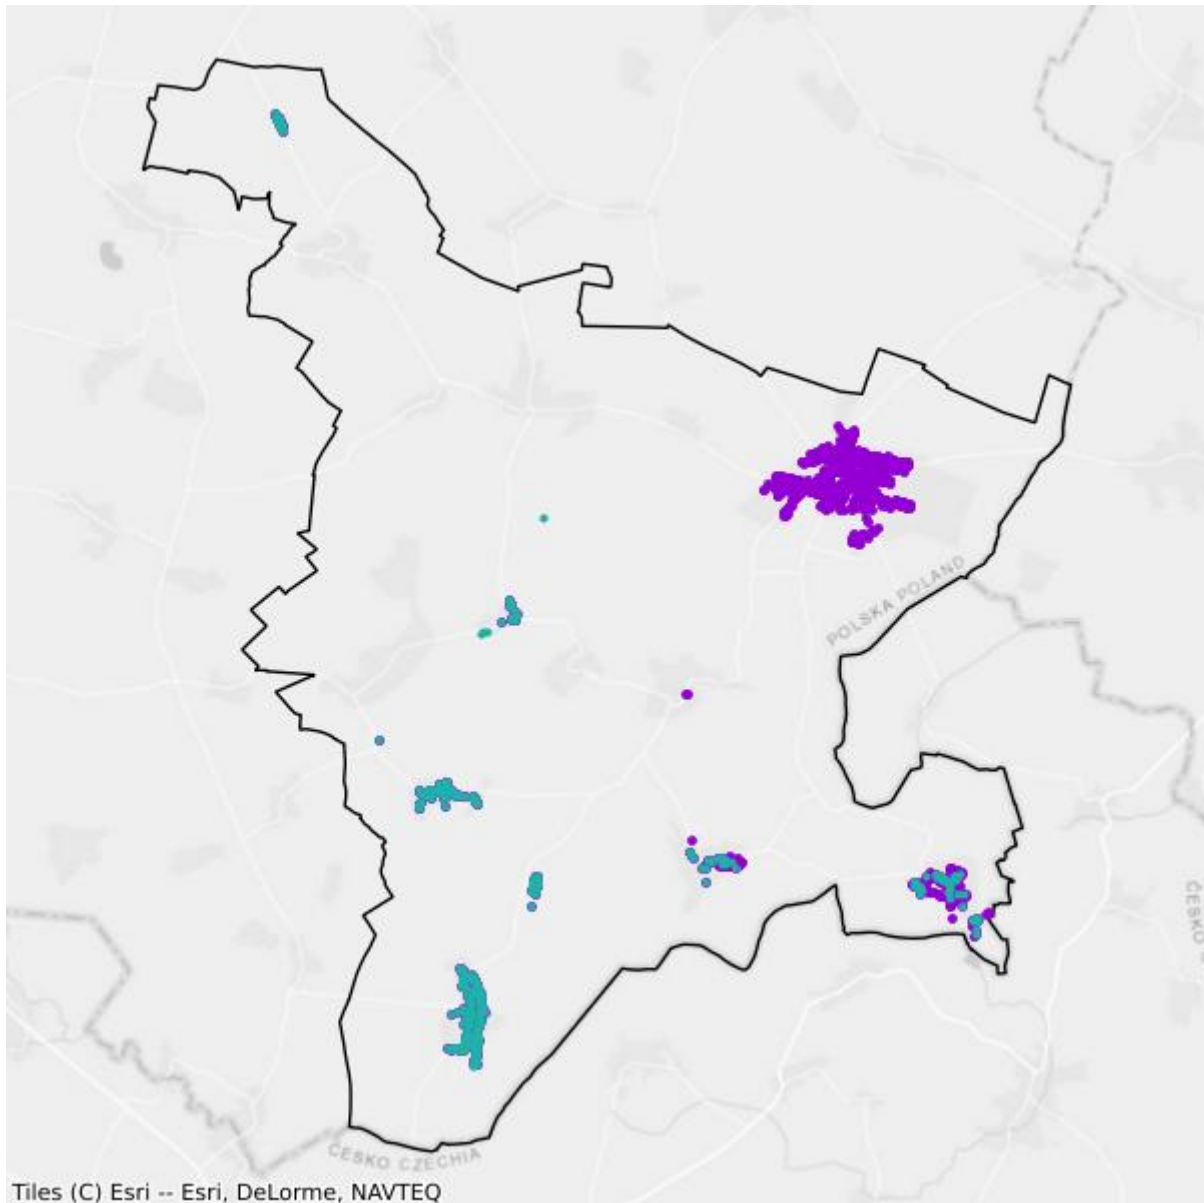 POLSKA POLAND
ČESKO
ČESKO CZECHIA
Tiles (C) Esri -- Esri, DeLorme, NAVTEQ